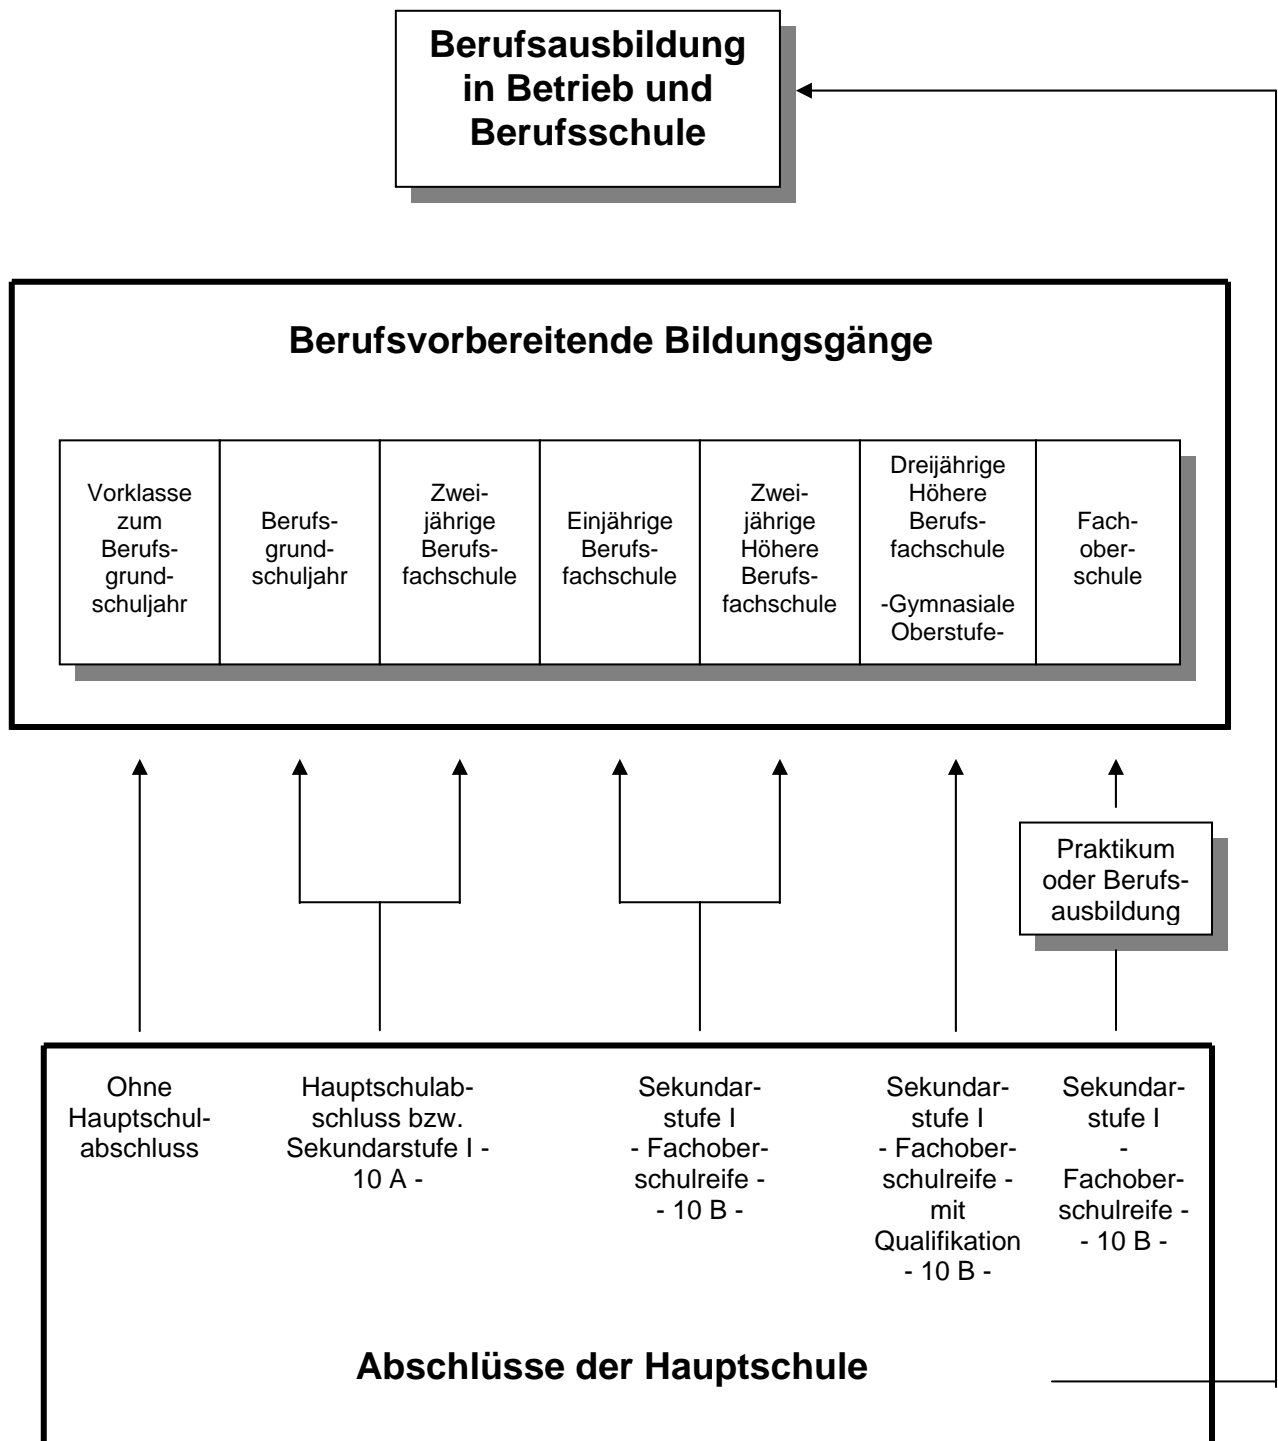 Berufsausbildung
in Betrieb und
Berufsschule
Berufsvorbereitende Bildungsgänge
Vorklasse
zum
Berufs-
grund-
schuljahr
Berufs-
grund-
schuljahr
Zwei-
jährige
Berufs-
fachschule
Einjährige
Berufs-
fachschule
Zwei-
jährige
Höhere
Berufs-
fachschule
Dreijährige
Höhere
Berufs-
fachschule
-Gymnasiale
Oberstufe-
Fach-
ober-
schule
Praktikum
oder Berufs-
ausbildung
Ohne
Hauptschul-
abschluss
Hauptschulab-
schluss bzw.
Sekundarstufe I -
10 A -
Sekundar-
stufe I
- Fachober-
schulreife -
- 10 B -
Sekundar-
stufe I
- Fachober-
schulreife -
mit
Qualifikation
- 10 B -
Sekundar-
stufe I
-
Fachober-
schulreife -
- 10 B -
Abschlüsse der Hauptschule